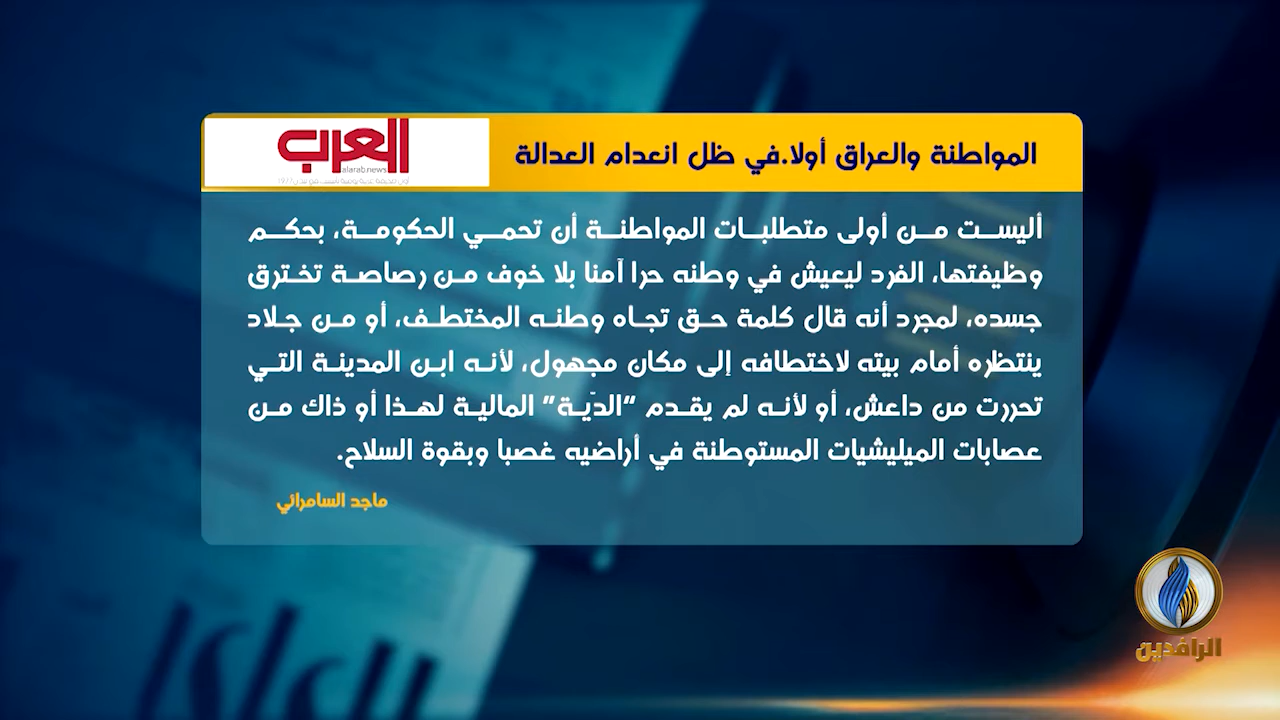 المواطنة والعراق أولا.في ظل انعدام العدالة
العرب
alarab.news
أليست من أولى متطلبات المواطنة أن تحمي الحكومة، بحكم
وظيفتها، الفرد ليعيش في وطنه حرا آمنا بلا خوف من رصاصة تخترق
جسده، لمجرد أنه قال كلمة حق تجاه وطنه المختطف، أو من جلاد
ينتظره أمام بيته لاختطافه إلى مكان مجهول، لأنه ابن المدينة التي
تحررت من داعش، أو لأنه لم يقدم "الدّية" المالية لهذا أو ذاك من
عصابات الميليشيات المستوطنة في أراضيه غصبا وبقوة السلاح.
ماجد السامرائي
الرافدين